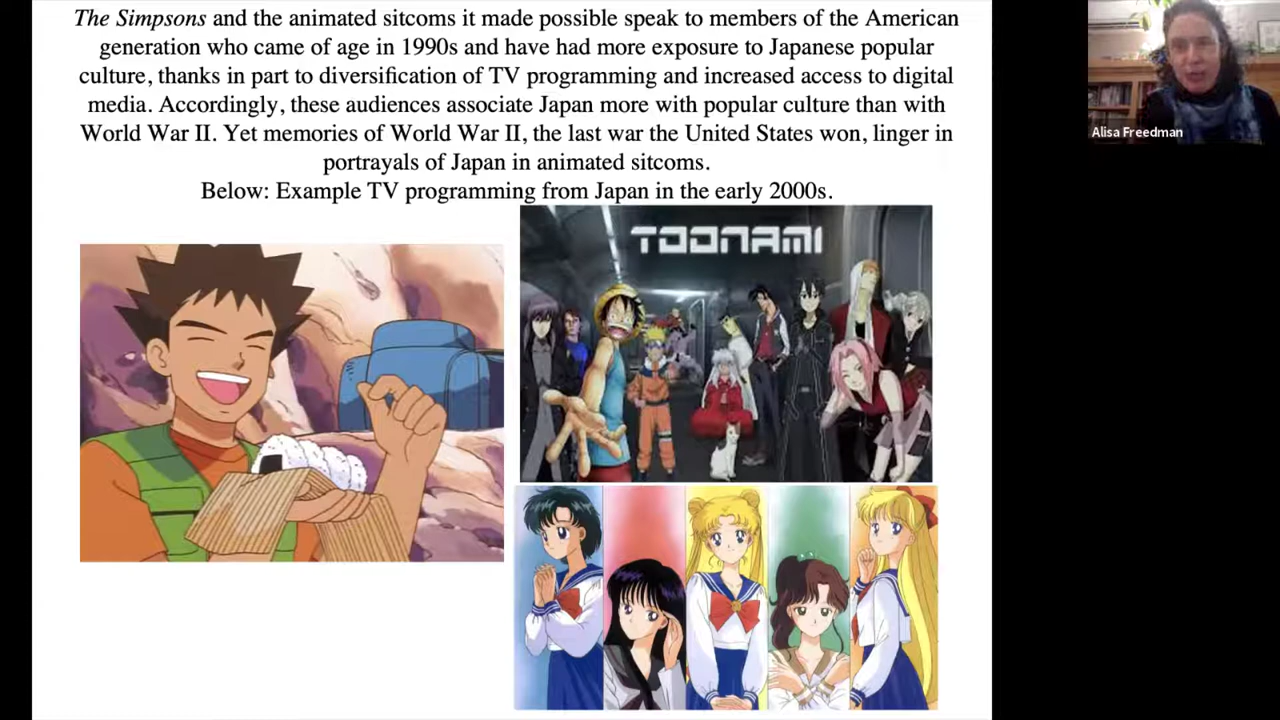 The Simpsons and the animated sitcoms it made possible speak to members of the American
generation who came of age in 1990s and have had more exposure to Japanese popular
culture, thanks in part to diversification of TV programming and increased access to digital
media. Accordingly, these audiences associate Japan more with popular culture than with
World War II. Yet memories of World War II, the last war the United States won, linger in
portrayals of Japan in animated sitcoms.
Below: Example TV programming from Japan in the early 2000s.
TOONAMI
Alisa Freedman